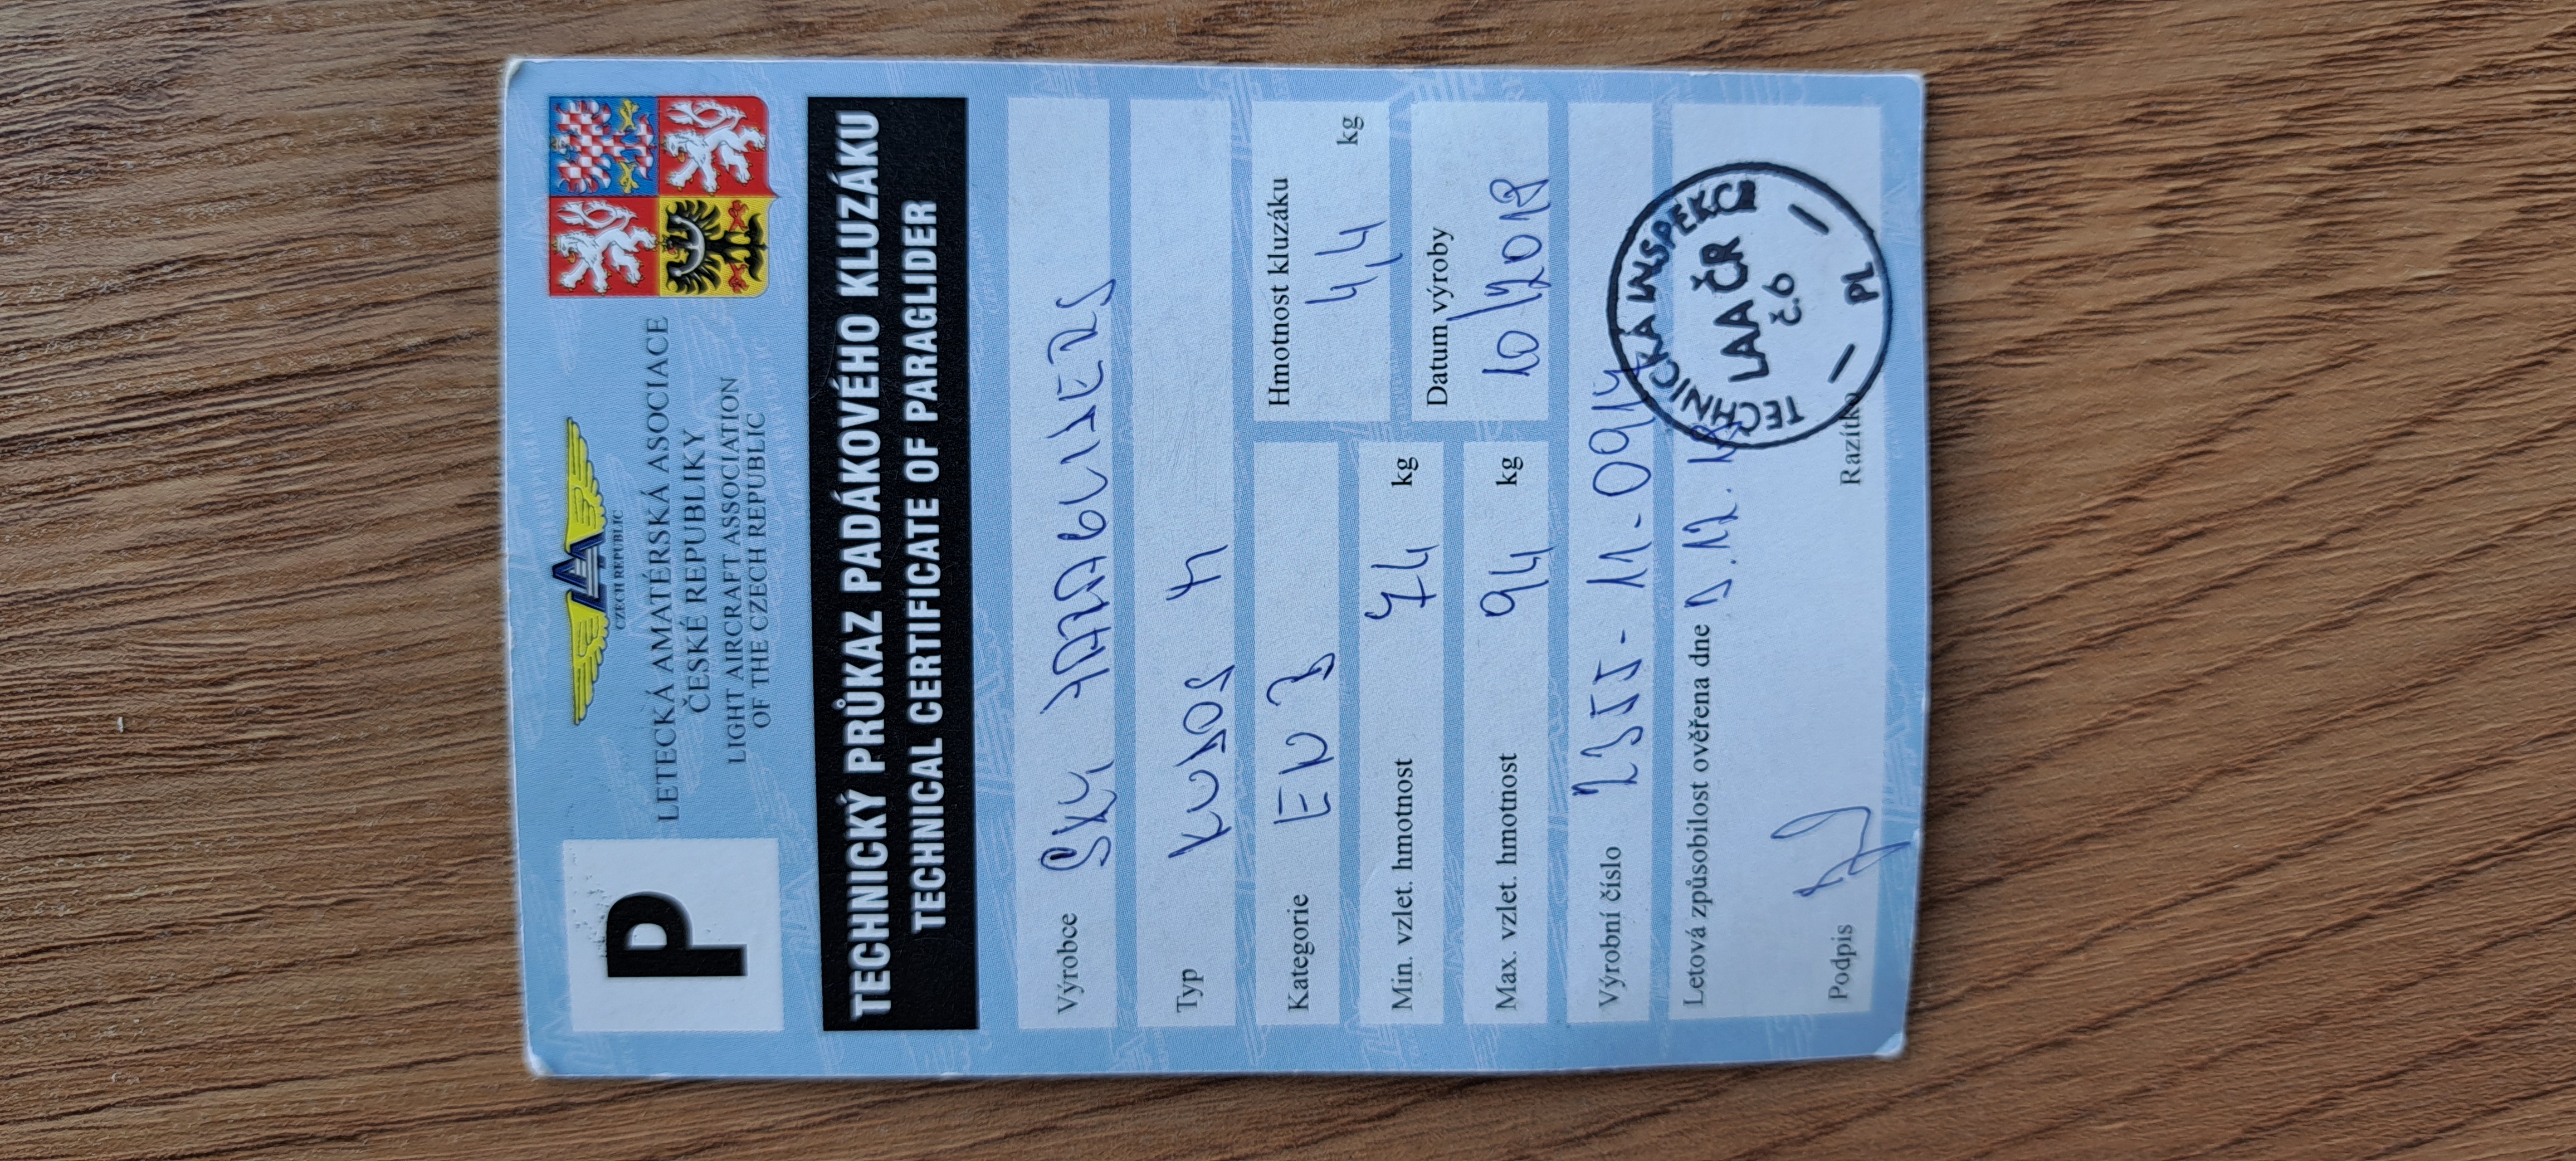 P
CZECH REPUBLIC
LETECKÁ AMATÉRSKÁ ASOCIACE
ČESKÉ REPUBLIKY
LIGHT AIRCRAFT ASSOCIATION
OF THE CZECH REPUBLIC
TECHNICKÝ PRŮKAZ PADÁKOVÉHO KLUZÁKU
TECHNICAL CERTIFICATE OF PARAGLIDER
Výrobce SKY PARAGLIDERS
Typ KUDOS M
Kategorie EN B
Hmotnost kluzáku
4,4 kg
Min. vzlet. hmotnost 74 kg
Datum výroby
10/2018
Max. vzlet. hmotnost 94 kg
Výrobní číslo 2355-11-0914
Letová způsobilost ověřena dne
Podpis
Razítko
TECHNICKÁ INSPEKCE
LAA ČR
č.6
— PL —